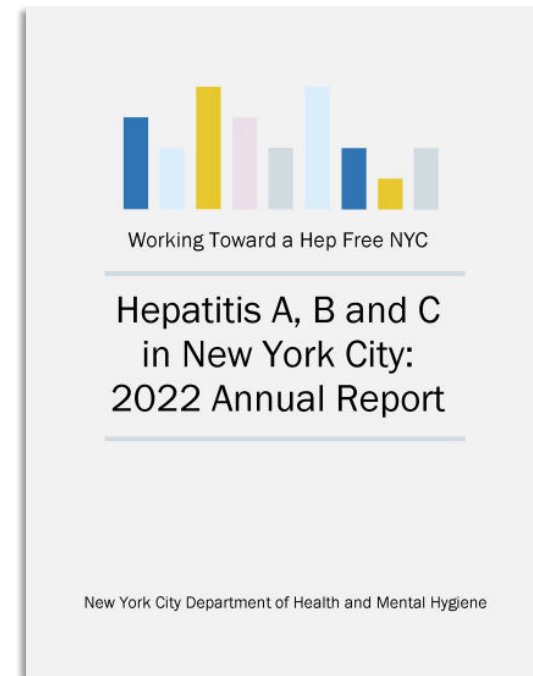 Working Toward a Hep Free NYC
Hepatitis A, B and C
in New York City:
2022 Annual Report
New York City Department of Health and Mental Hygiene